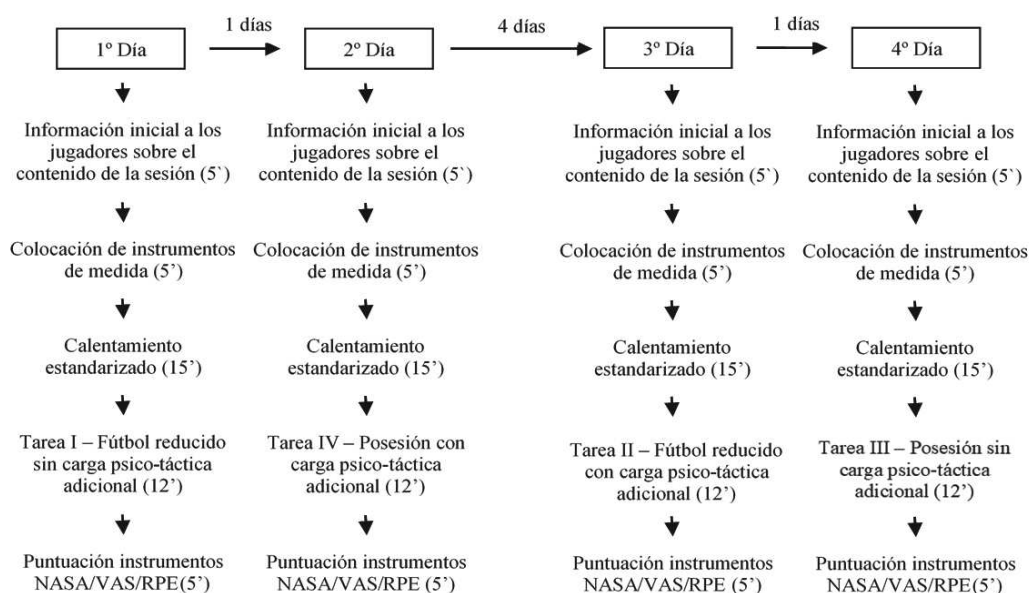 1 días
4 días
1 días
1º Día
2º Día
3º Día
4º Día
Información inicial a los
jugadores sobre el
contenido de la sesión (5`)
Información inicial a los
jugadores sobre el
contenido de la sesión (5`)
Información inicial a los
jugadores sobre el
contenido de la sesión (5`)
Información inicial a los
jugadores sobre el
contenido de la sesión (5`)
Colocación de instrumentos
de medida (5’)
Colocación de instrumentos
de medida (5’)
Colocación de instrumentos
de medida (5’)
Colocación de instrumentos
de medida (5’)
Calentamiento
estandarizado (15’)
Calentamiento
estandarizado (15’)
Calentamiento
estandarizado (15’)
Calentamiento
estandarizado (15’)
Tarea I – Fútbol reducido
sin carga psico-táctica
adicional (12’)
Tarea IV – Posesión con
carga psico-táctica
adicional (12’)
Tarea II – Fútbol reducido
con carga psico-táctica
adicional (12’)
Tarea III – Posesión sin
carga psico-táctica
adicional (12’)
Puntuación instrumentos
NASA/VAS/RPE(5’)
Puntuación instrumentos
NASA/VAS/RPE (5’)
Puntuación instrumentos
NASA/VAS/RPE (5’)
Puntuación instrumentos
NASA/VAS/RPE (5’)